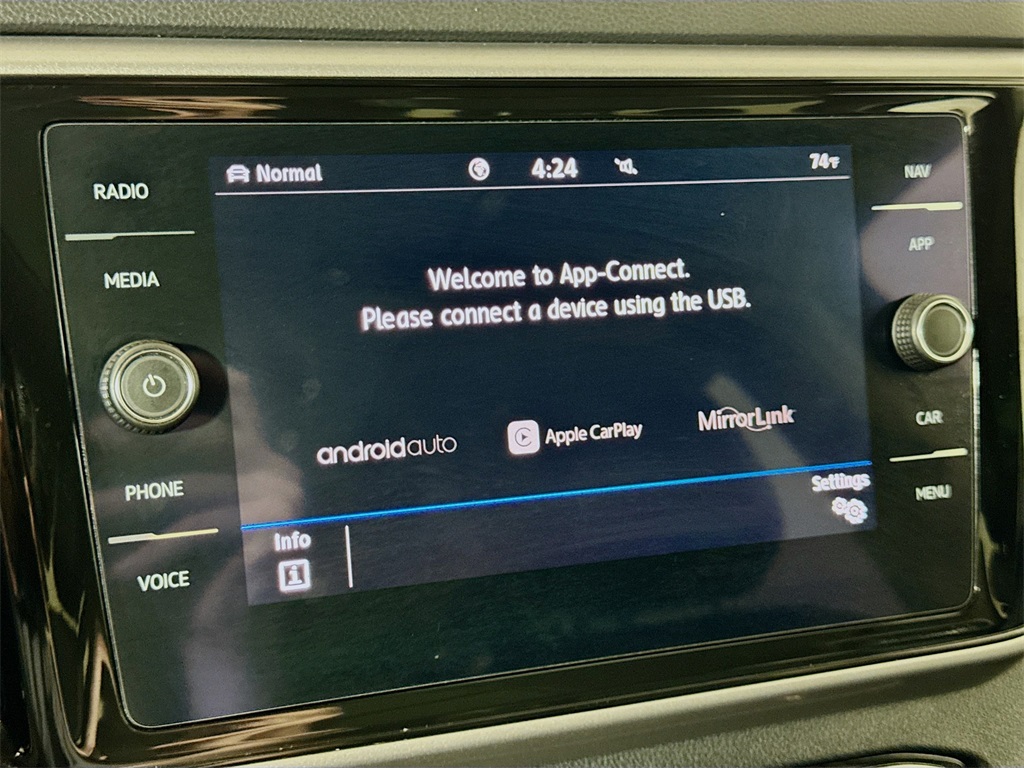 RADIO
MEDIA
PHONE
VOICE
Normal
4:24
74°F
Welcome to App-Connect.
Please connect a device using the USB.
androidauto
Apple CarPlay
MirrorLink
Settings
Info
i
NAV
APP
CAR
MENU